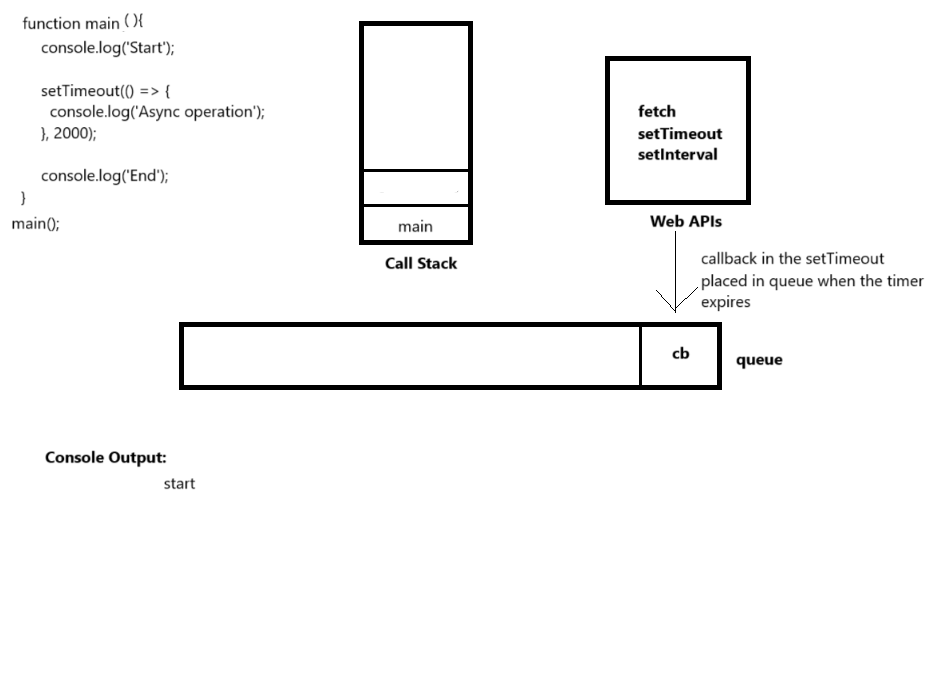 function main ( ){
console.log('Start');
setTimeout(() => {
console.log('Async operation');
}, 2000);
console.log('End');
}
main();
main
Call Stack
fetch
setTimeout
setInterval
Web APIs
callback in the setTimeout
placed in queue when the timer
expires
cb
queue
Console Output:
start